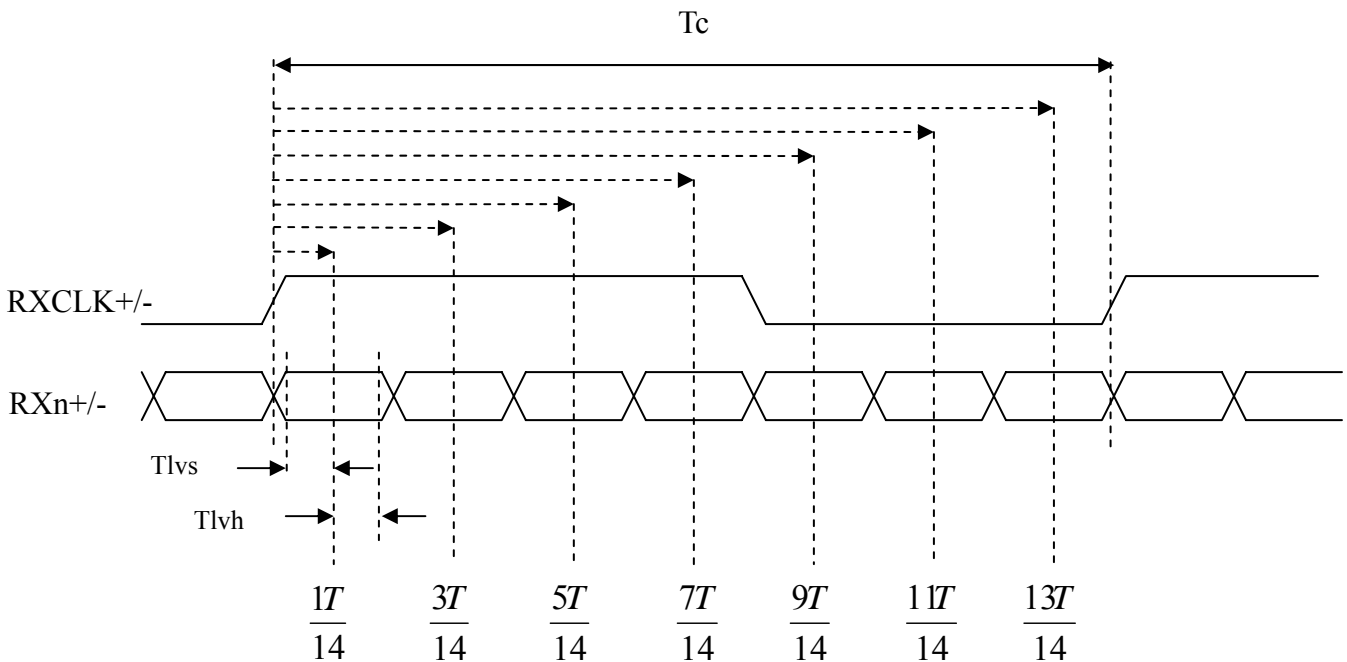 Tc
RXCLK+/-
RXn+/-
Tlvs
Tlvh
1T 3T 5T 7T 9T 11T 13T
14 14 14 14 14 14 14